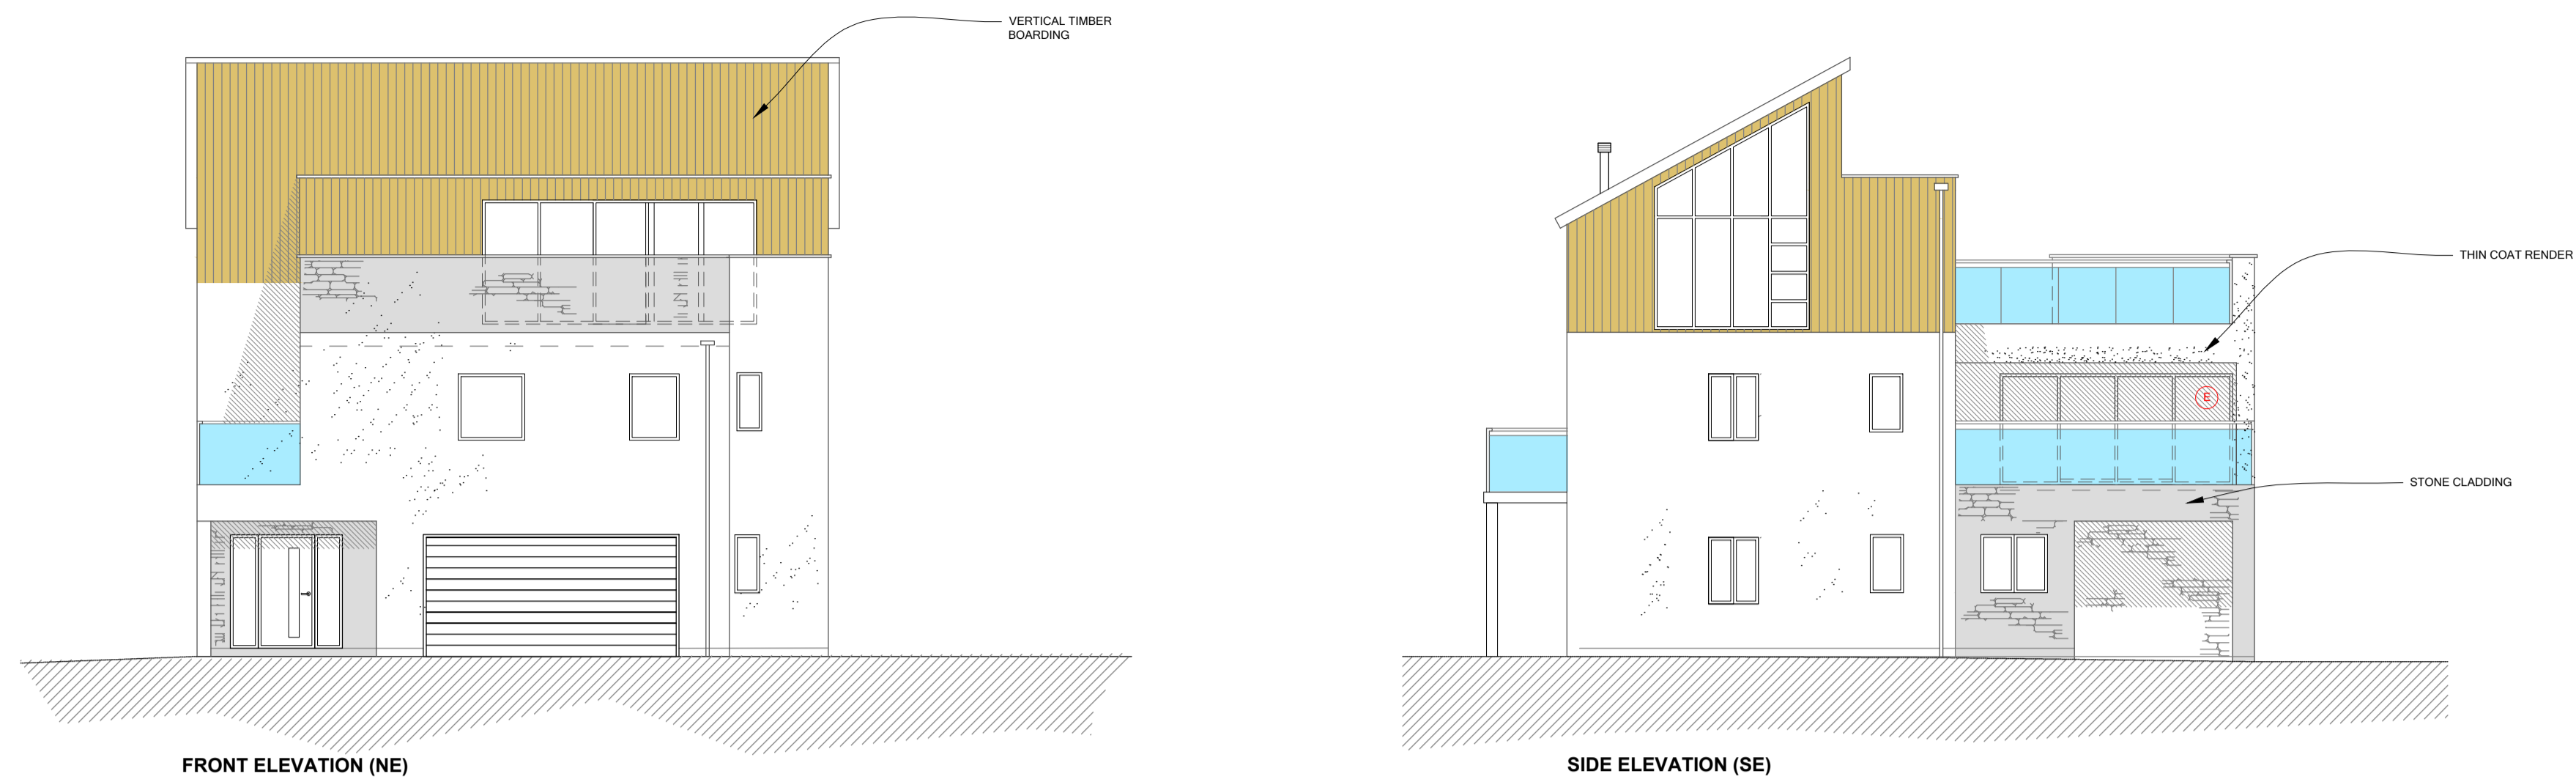 VERTICAL TIMBER
BOARDING
THIN COAT RENDER
E
STONE CLADDING
FRONT ELEVATION (NE)
SIDE ELEVATION (SE)